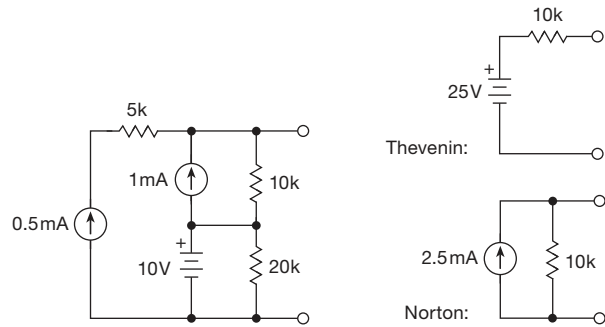 5k
1mA
10k
0.5mA
+
10V
20k
10k
+
25V
Thevenin:
2.5mA
10k
Norton: